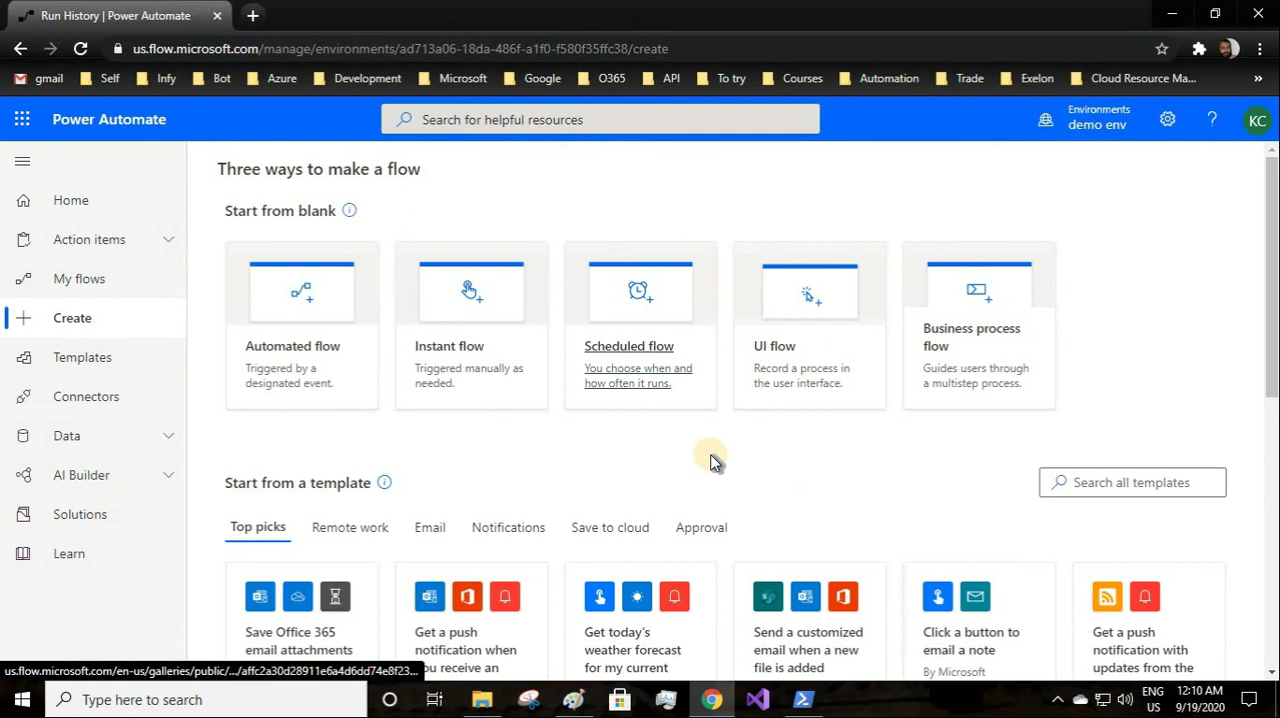 Run History | Power Automate
us.flow.microsoft.com/manage/environments/ad713a06-18da-486f-a1f0-f580f35ffc38/create
gmail Self Infy Bot Azure Development Microsoft Google O365 API To try Courses Automation Trade Exelon Cloud Resource Ma... »
Power Automate
Search for helpful resources
Environments
demo env
KC
Home
Action items
My flows
Create
Templates
Connectors
Data
AI Builder
Solutions
Learn
Three ways to make a flow
Start from blank
Automated flow
Triggered by a
designated event.
Instant flow
Triggered manually as
needed.
Scheduled flow
You choose when and
how often it runs.
UI flow
Record a process in
the user interface.
Business process
flow
Guides users through
a multistep process.
Start from a template
Search all templates
Top picks Remote work Email Notifications Save to cloud Approval
Save Office 365
email attachments
Get a push
notification when
you receive an
Get today's
weather forecast
for my current
Send a customized
email when a new
file is added
Click a button to
email a note
By Microsoft
Get a push
notification with
updates from the
us.flow.microsoft.com/en-us/galleries/public/.../affc2a30d28911e6a4d6dd74e8f23...
Type here to search
ENG
US
12:10 AM
9/19/2020